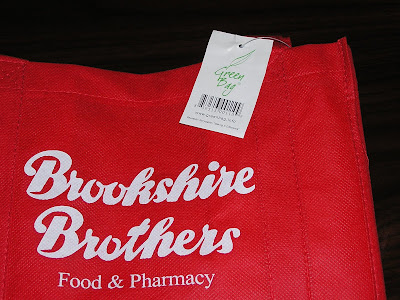 Green
Bag
Brookshire
Brothers
Food & Pharmacy